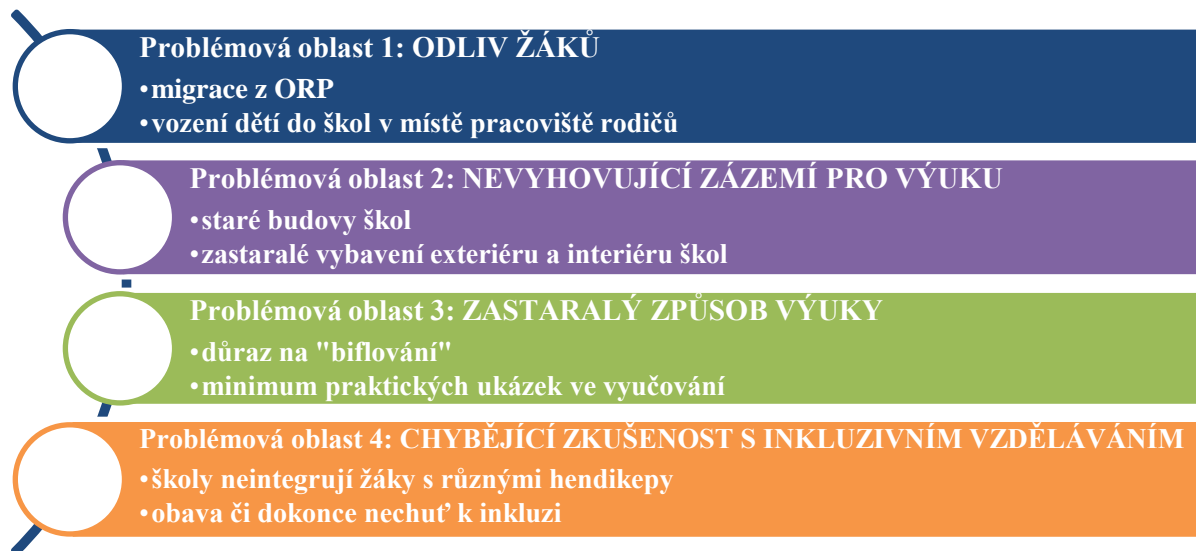 Problémová oblast 1: ODLIV ŽÁKŮ
•migrace z ORP
•vození dětí do škol v místě pracoviště rodičů
Problémová oblast 2: NEVYHOVUJÍCÍ ZÁZEMÍ PRO VÝUKU
•staré budovy škol
•zastaralé vybavení exteriéru a interiéru škol
Problémová oblast 3: ZASTARALÝ ZPŮSOB VÝUKY
•důraz na "biflování"
•minimum praktických ukázek ve vyučování
Problémová oblast 4: CHYBĚJÍCÍ ZKUŠENOST S INKLUZIVNÍM VZDĚLÁVÁNÍM
•školy neintegrují žáky s různými hendikepy
•obava či dokonce nechuť k inkluzi